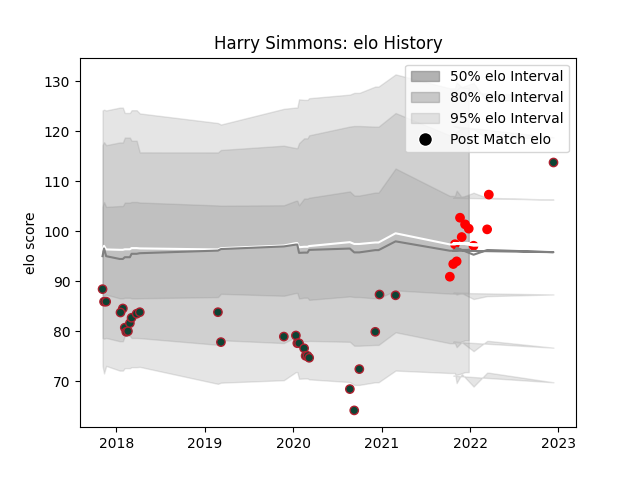 Harry Simmons: elo History
50% elo Interval
80% elo Interval
95% elo Interval
Post Match elo
elo score
130
120
110
100
90
80
70
2018 2019 2020 2021 2022 2023